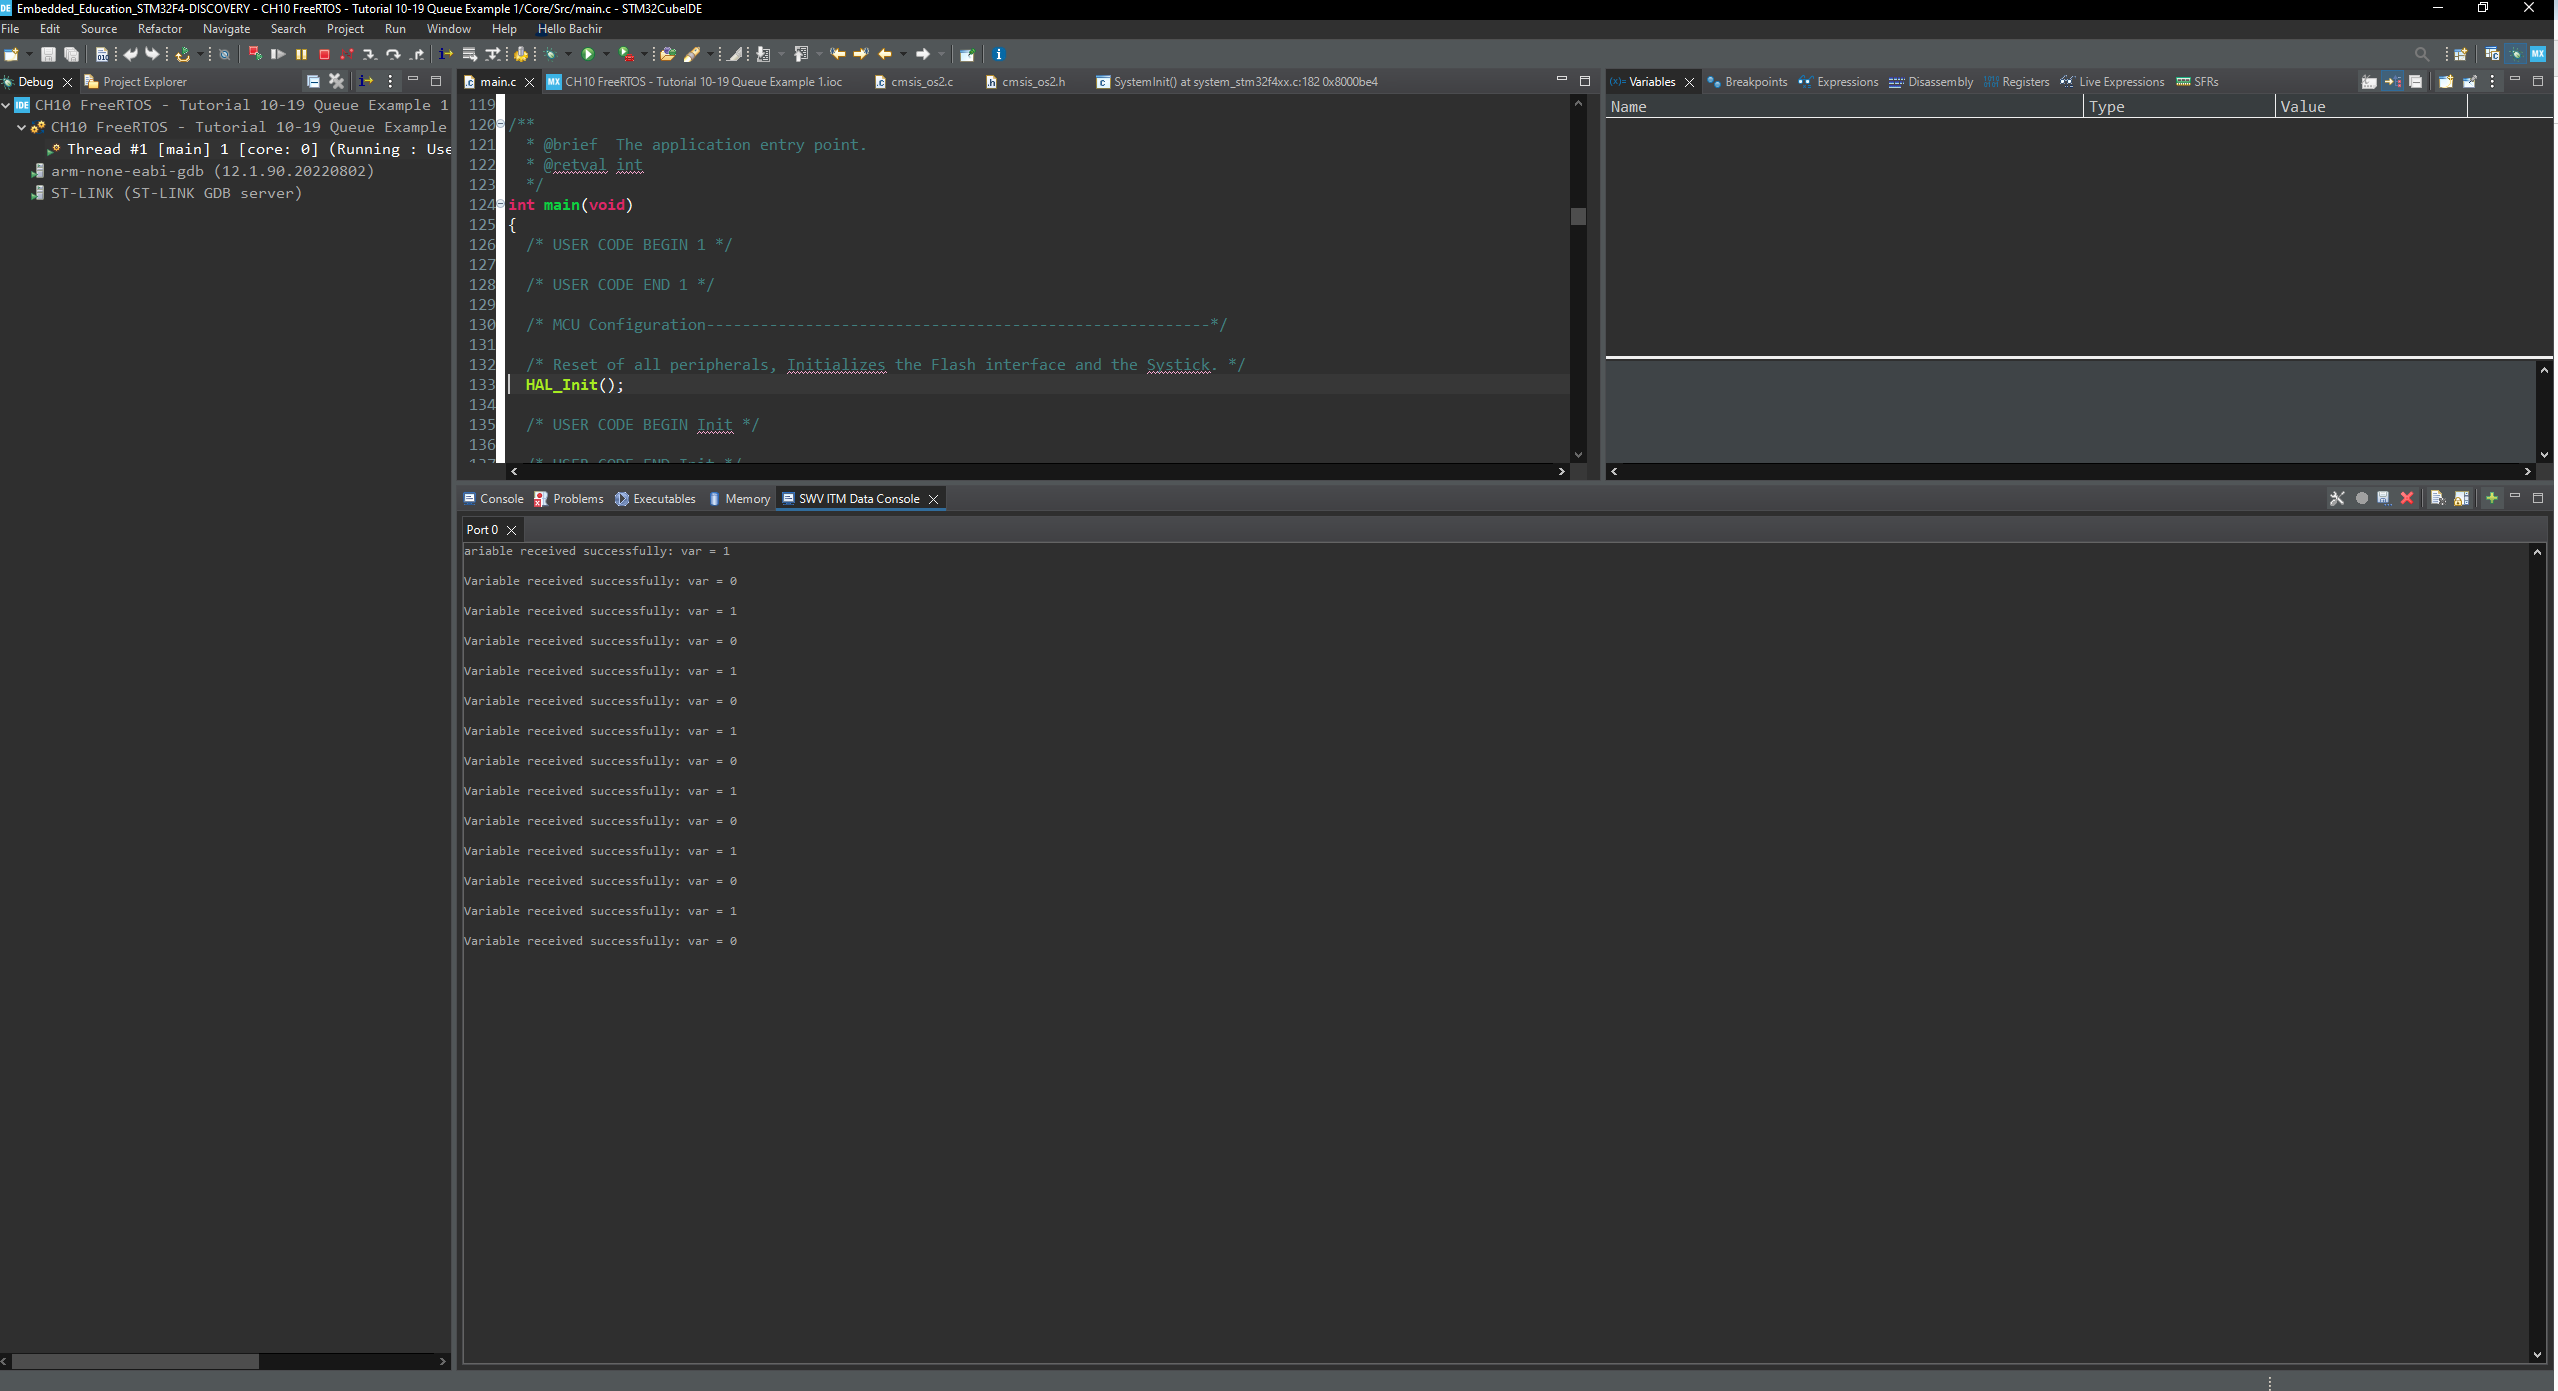 Embedded_Education_STM32F4-DISCOVERY - CH10 FreeRTOS - Tutorial 10-19 Queue Example 1/Core/Src/main.c - STM32CubeIDE
File Edit Source Refactor Navigate Search Project Run Window Help Hello Bachir
Debug Project Explorer
IDE CH10 FreeRTOS - Tutorial 10-19 Queue Example 1
CH10 FreeRTOS - Tutorial 10-19 Queue Example
Thread #1 [main] 1 [core: 0] (Running : Use
arm-none-eabi-gdb (12.1.90.20220802)
ST-LINK (ST-LINK GDB server)
main.c MX CH10 FreeRTOS - Tutorial 10-19 Queue Example 1.ioc cmsis_os2.c cmsis_os2.h SystemInit() at system_stm32f4xx.c:182 0x8000be4
119
120 /**
121 * @brief The application entry point.
122 * @retval int
123 */
124 int main(void)
125 {
126 /* USER CODE BEGIN 1 */
127
128 /* USER CODE END 1 */
129
130 /* MCU Configuration--------------------------------------------------------*/
131
132 /* Reset of all peripherals, Initializes the Flash interface and the Systick. */
133 HAL_Init();
134
135 /* USER CODE BEGIN Init */
136
137 /* USER CODE END Init */
(x)= Variables Breakpoints Expressions Disassembly Registers Live Expressions SFRs
Name Type Value
Console Problems Executables Memory SWV ITM Data Console
Port 0
ariable received successfully: var = 1
Variable received successfully: var = 0
Variable received successfully: var = 1
Variable received successfully: var = 0
Variable received successfully: var = 1
Variable received successfully: var = 0
Variable received successfully: var = 1
Variable received successfully: var = 0
Variable received successfully: var = 1
Variable received successfully: var = 0
Variable received successfully: var = 1
Variable received successfully: var = 0
Variable received successfully: var = 1
Variable received successfully: var = 0